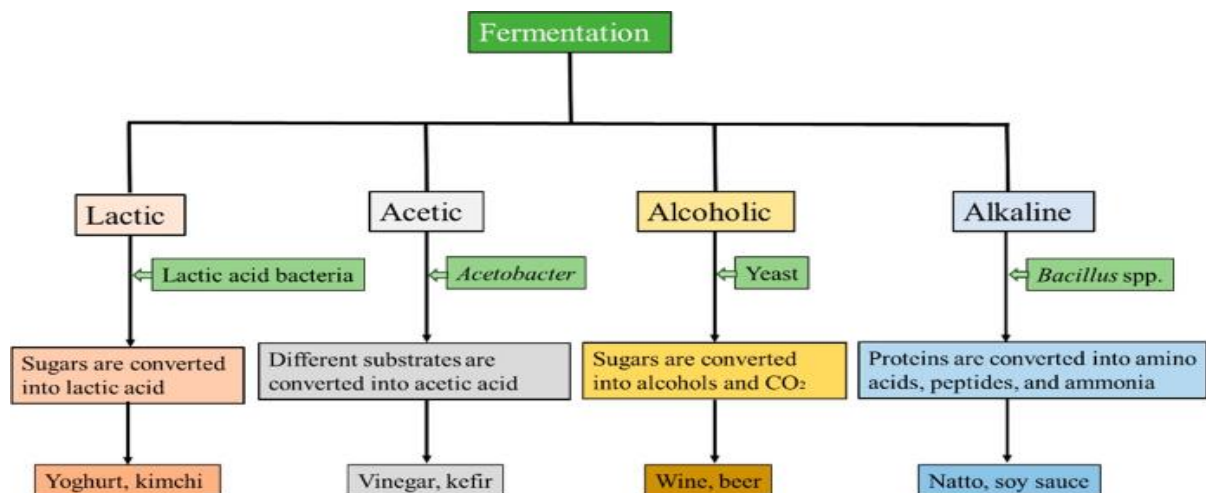 Fermentation
Lactic
Acetic
Alcoholic
Alkaline
Lactic acid bacteria
Acetobacter
Yeast
Bacillus spp.
Sugars are converted
into lactic acid
Different substrates are
converted into acetic acid
Sugars are converted
into alcohols and CO₂
Proteins are converted into amino
acids, peptides, and ammonia
Yoghurt, kimchi
Vinegar, kefir
Wine, beer
Natto, soy sauce